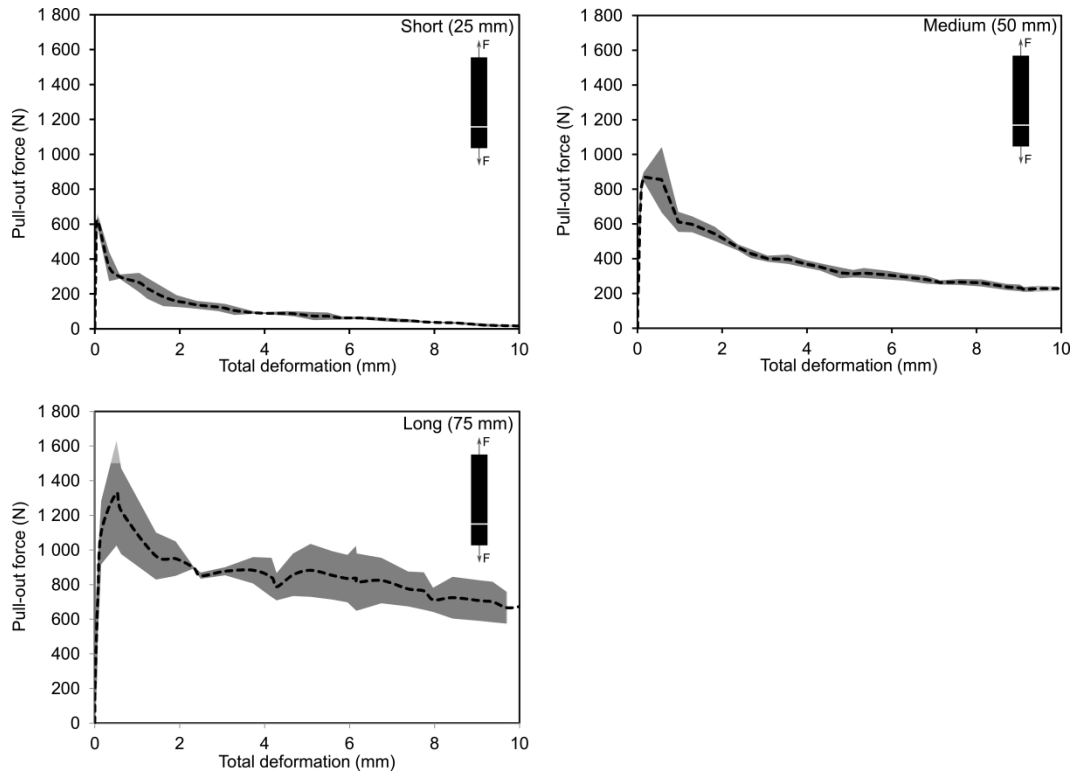 Short (25 mm)
F
F
Pull-out force (N)
1 800
1 600
1 400
1 200
1 000
800
600
400
200
0
0 2 4 6 8 10
Total deformation (mm)
Medium (50 mm)
F
F
Pull-out force (N)
1 800
1 600
1 400
1 200
1 000
800
600
400
200
0
0 2 4 6 8 10
Total deformation (mm)
Long (75 mm)
F
F
Pull-out force (N)
1 800
1 600
1 400
1 200
1 000
800
600
400
200
0
0 2 4 6 8 10
Total deformation (mm)